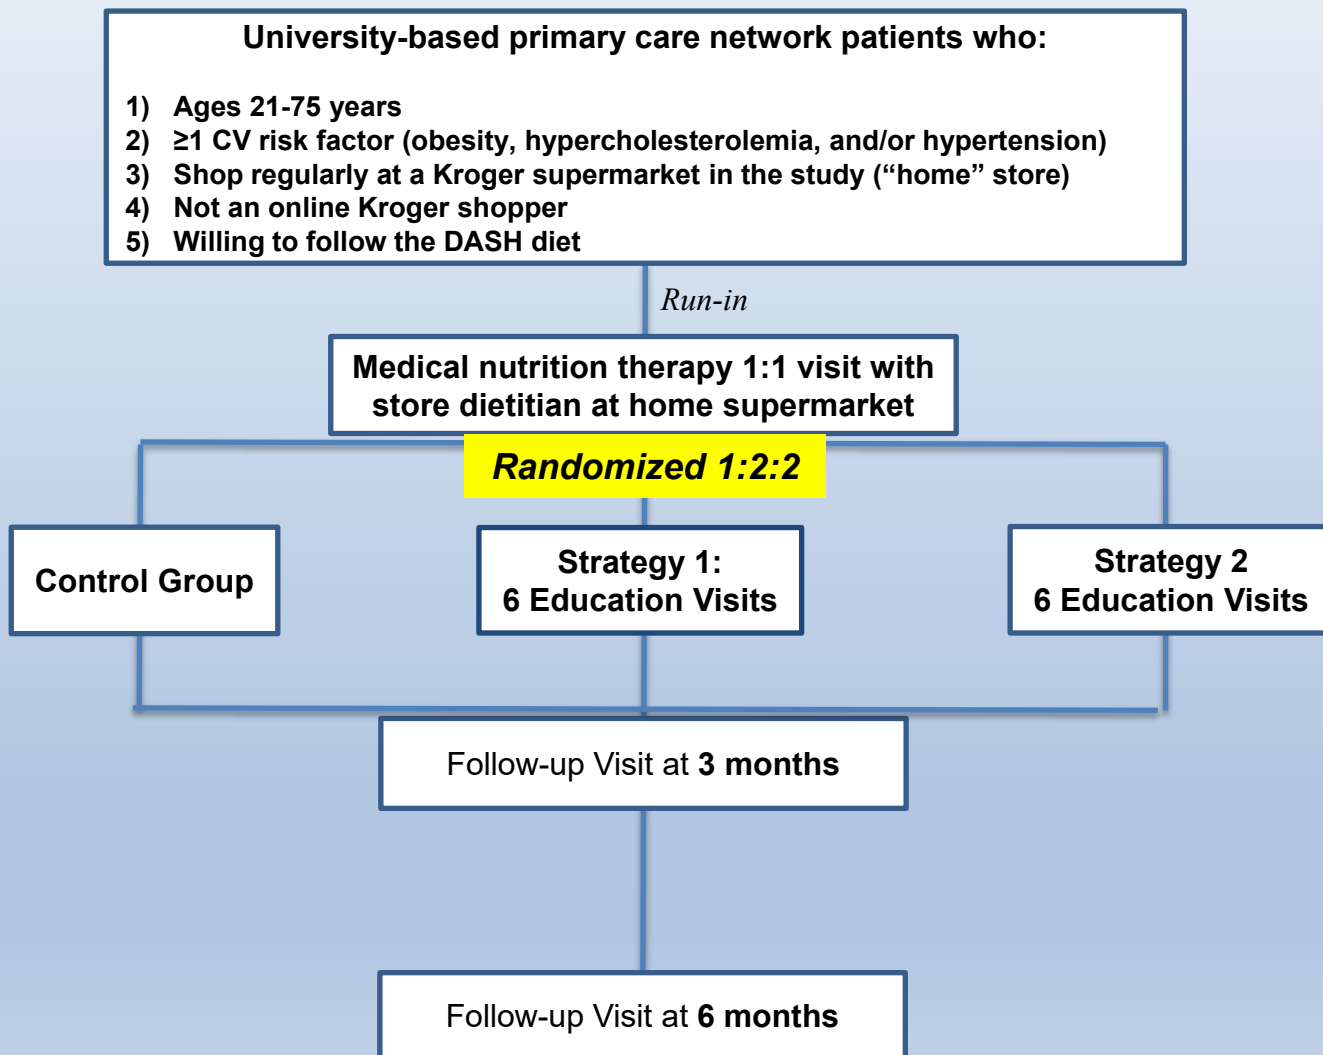 University-based primary care network patients who:
1) Ages 21-75 years
2) ≥1 CV risk factor (obesity, hypercholesterolemia, and/or hypertension)
3) Shop regularly at a Kroger supermarket in the study (“home” store)
4) Not an online Kroger shopper
5) Willing to follow the DASH diet
Run-in
Medical nutrition therapy 1:1 visit with
store dietitian at home supermarket
Randomized 1:2:2
Control Group
Strategy 1:
6 Education Visits
Strategy 2
6 Education Visits
Follow-up Visit at 3 months
Follow-up Visit at 6 months